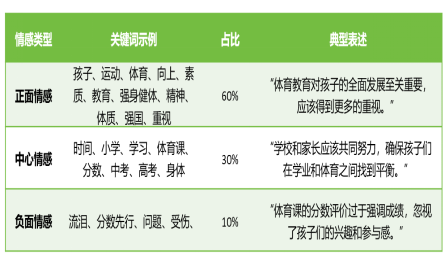 情感类型 关键词示例 占比 典型表述
正面情感 孩子、运动、体育、向上、素 60% “体育教育对孩子的全面发展至关重要，
质、教育、强身健体、精神、 应该得到更多的重视。”
体质、强国、重视
中心情感 时间、小学、学习、体育课、 30% “学校和家长应该共同努力，确保孩子们
分数、中考、高考、身体 在学业和体育之间找到平衡。”
负面情感 流泪、分数先行、问题、受伤、 10% “体育课的分数评价过于强调成绩，忽视
了孩子们的兴趣和参与感。”